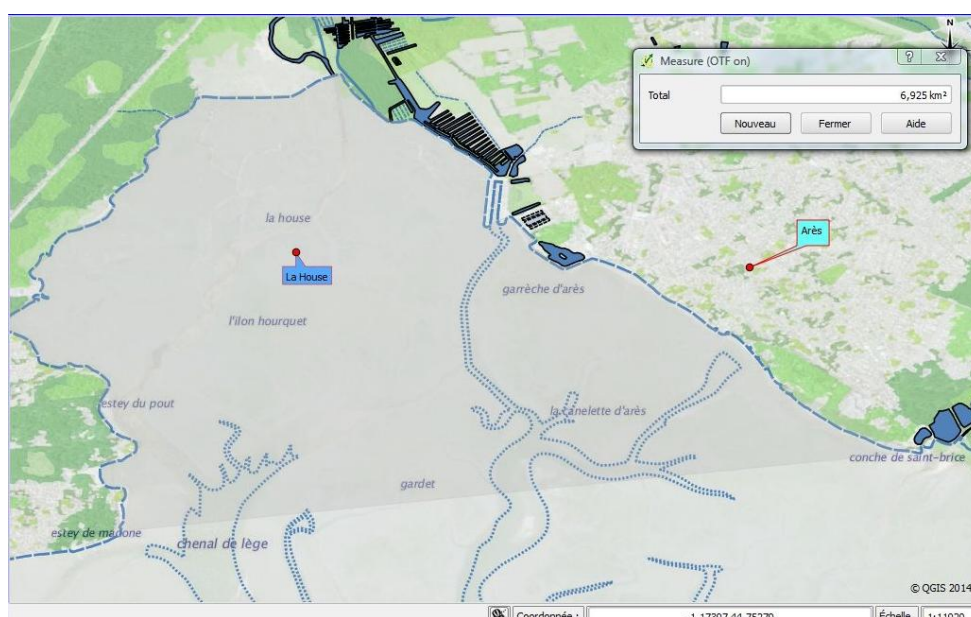 N
Measure (OTF on)
Total
6,925 km²
Nouveau
Fermer
Aide
la house
Arès
La House
garrèche d'arès
l'ilon hourquet
estey du pout
la canelette d'arès
conche de saint-brice
gardet
estey de madone
chenal de lège
© QGIS 2014
Coordonnée :
Échelle